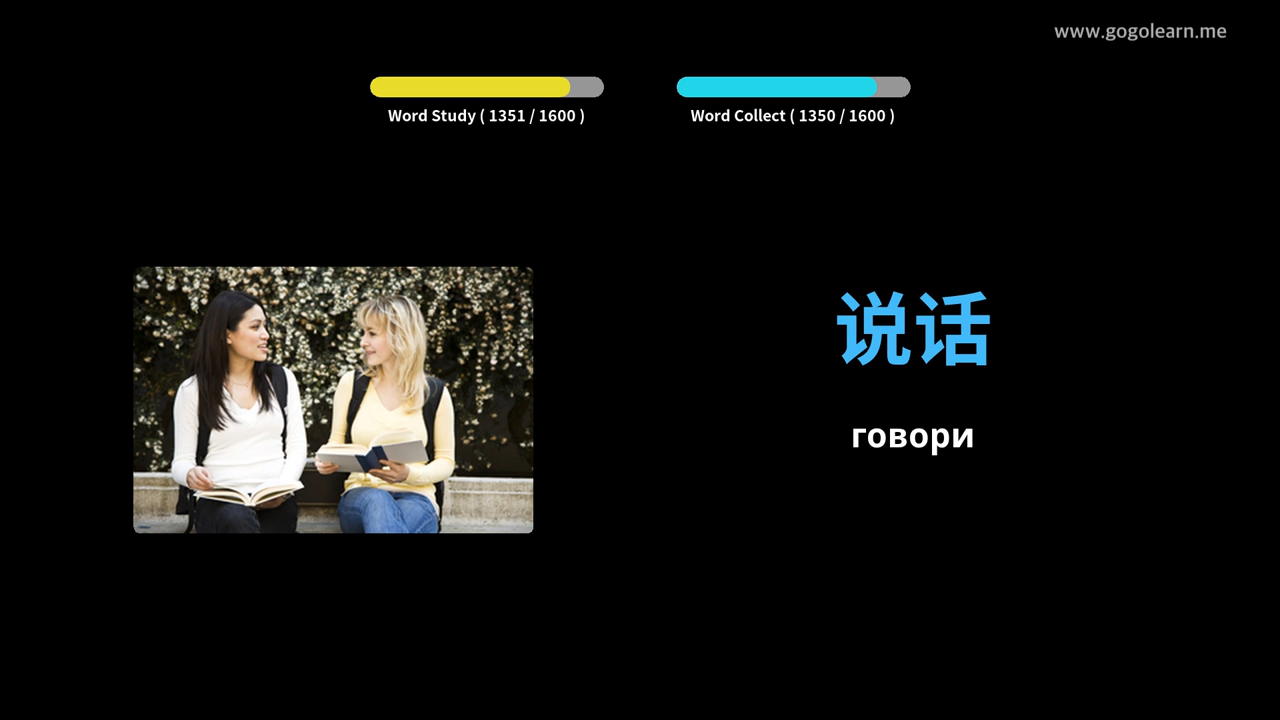 www.gogolearn.me
Word Study ( 1351 / 1600 )
Word Collect ( 1350 / 1600 )
说话
говори